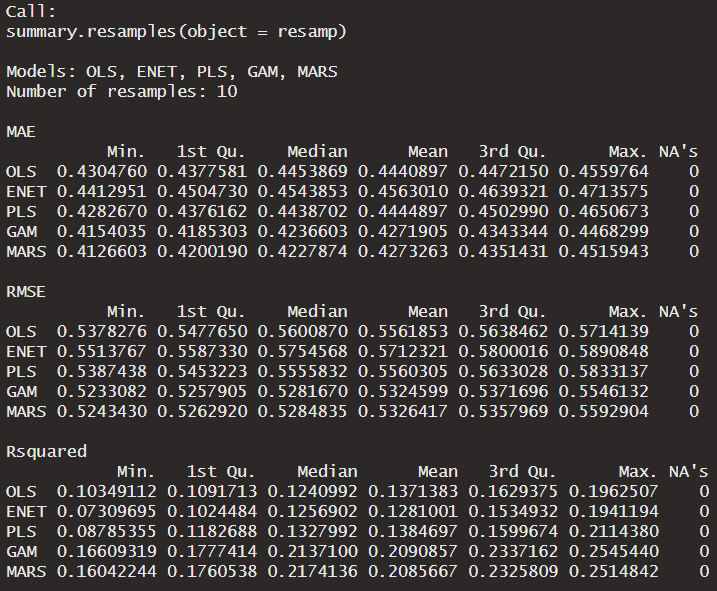 Call:
summary.resamples(object = resamp)
Models: OLS, ENET, PLS, GAM, MARS
Number of resamples: 10
MAE
Min. 1st Qu. Median Mean 3rd Qu. Max. NA's
OLS 0.4304760 0.4377581 0.4453869 0.4440897 0.4472150 0.4559764 0
ENET 0.4412951 0.4504730 0.4543853 0.4563010 0.4639321 0.4713575 0
PLS 0.4282670 0.4376162 0.4438702 0.4444897 0.4502990 0.4650673 0
GAM 0.4154035 0.4185303 0.4236603 0.4271905 0.4344344 0.4468299 0
MARS 0.4126603 0.4200190 0.4227874 0.4273263 0.4351431 0.4515943 0
RMSE
Min. 1st Qu. Median Mean 3rd Qu. Max. NA's
OLS 0.5378276 0.5477650 0.5600870 0.5561853 0.5638462 0.5714139 0
ENET 0.5513767 0.5587330 0.5754568 0.5712321 0.5800016 0.5890848 0
PLS 0.5387438 0.5453223 0.5555832 0.5560305 0.5633028 0.5833137 0
GAM 0.5233082 0.5257905 0.5281670 0.5324599 0.5371696 0.5546132 0
MARS 0.5243430 0.5262920 0.5284835 0.5326417 0.5357969 0.5592904 0
Rsquared
Min. 1st Qu. Median Mean 3rd Qu. Max. NA's
OLS 0.10349112 0.1091713 0.1240992 0.1371383 0.1629375 0.1962507 0
ENET 0.07309695 0.1024484 0.1256902 0.1281001 0.1534932 0.1941194 0
PLS 0.08785355 0.1182688 0.1327992 0.1384697 0.1599674 0.2114380 0
GAM 0.16609319 0.1777414 0.2137100 0.2090857 0.2337162 0.2545440 0
MARS 0.16042244 0.1760538 0.2174136 0.2085667 0.2325809 0.2514842 0